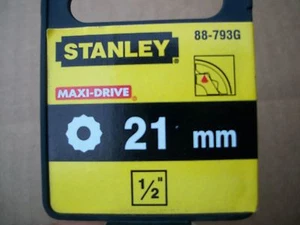 STANLEY
88-793G
MAXI-DRIVE
21 mm
1/2"